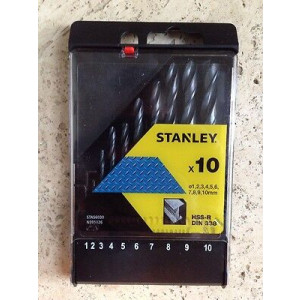 STANLEY
x 10
ø1,2,3,4,5,6,
7,8,9,10mm
HSS-R
DIN 338
1 2 3 4 5 6 7 8 9 10